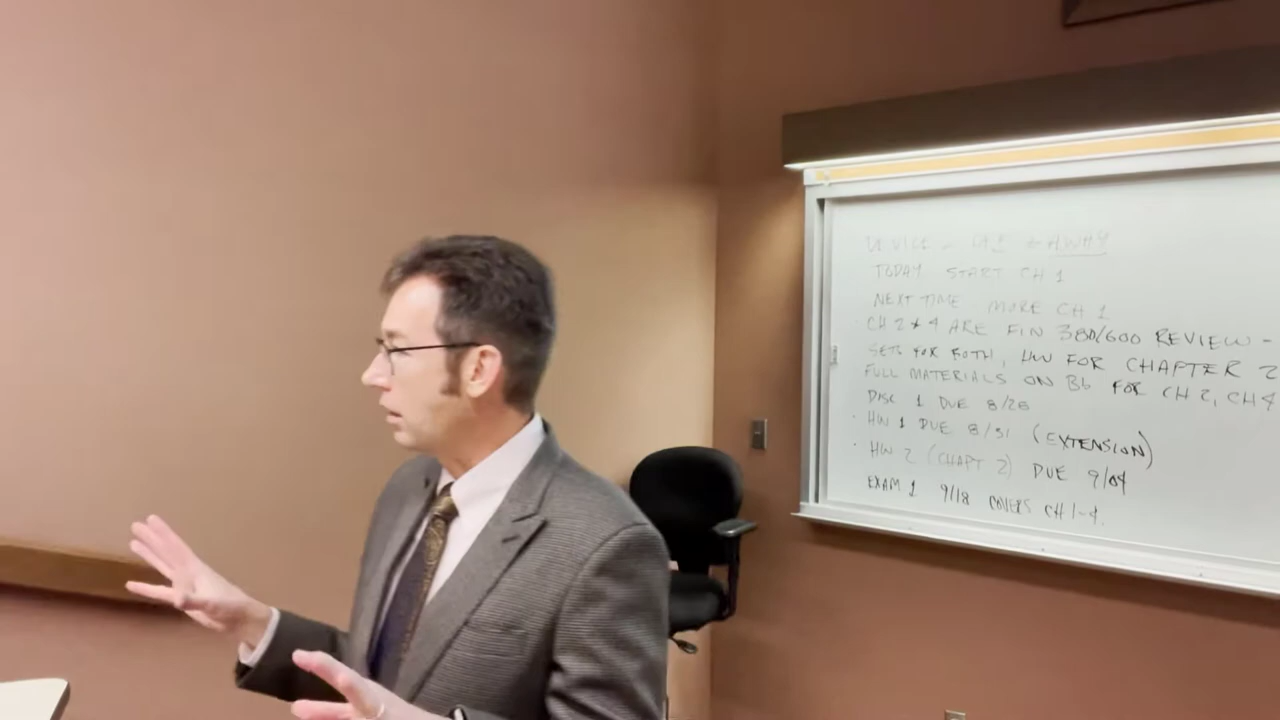 TODAY START CH 1
NEXT TIME MORE CH 1
CH 2 & 4 ARE FIN 380/600 REVIEW -
SETS FOR BOTH, HW FOR CHAPTER 2
FULL MATERIALS ON Bb FOR CH 2, CH 4
DISC 1 DUE 8/28
HW 1 DUE 8/31 (EXTENSION)
HW 2 (CHAPT 2) DUE 9/04
EXAM 1 9/18 COVERS CH 1-4.